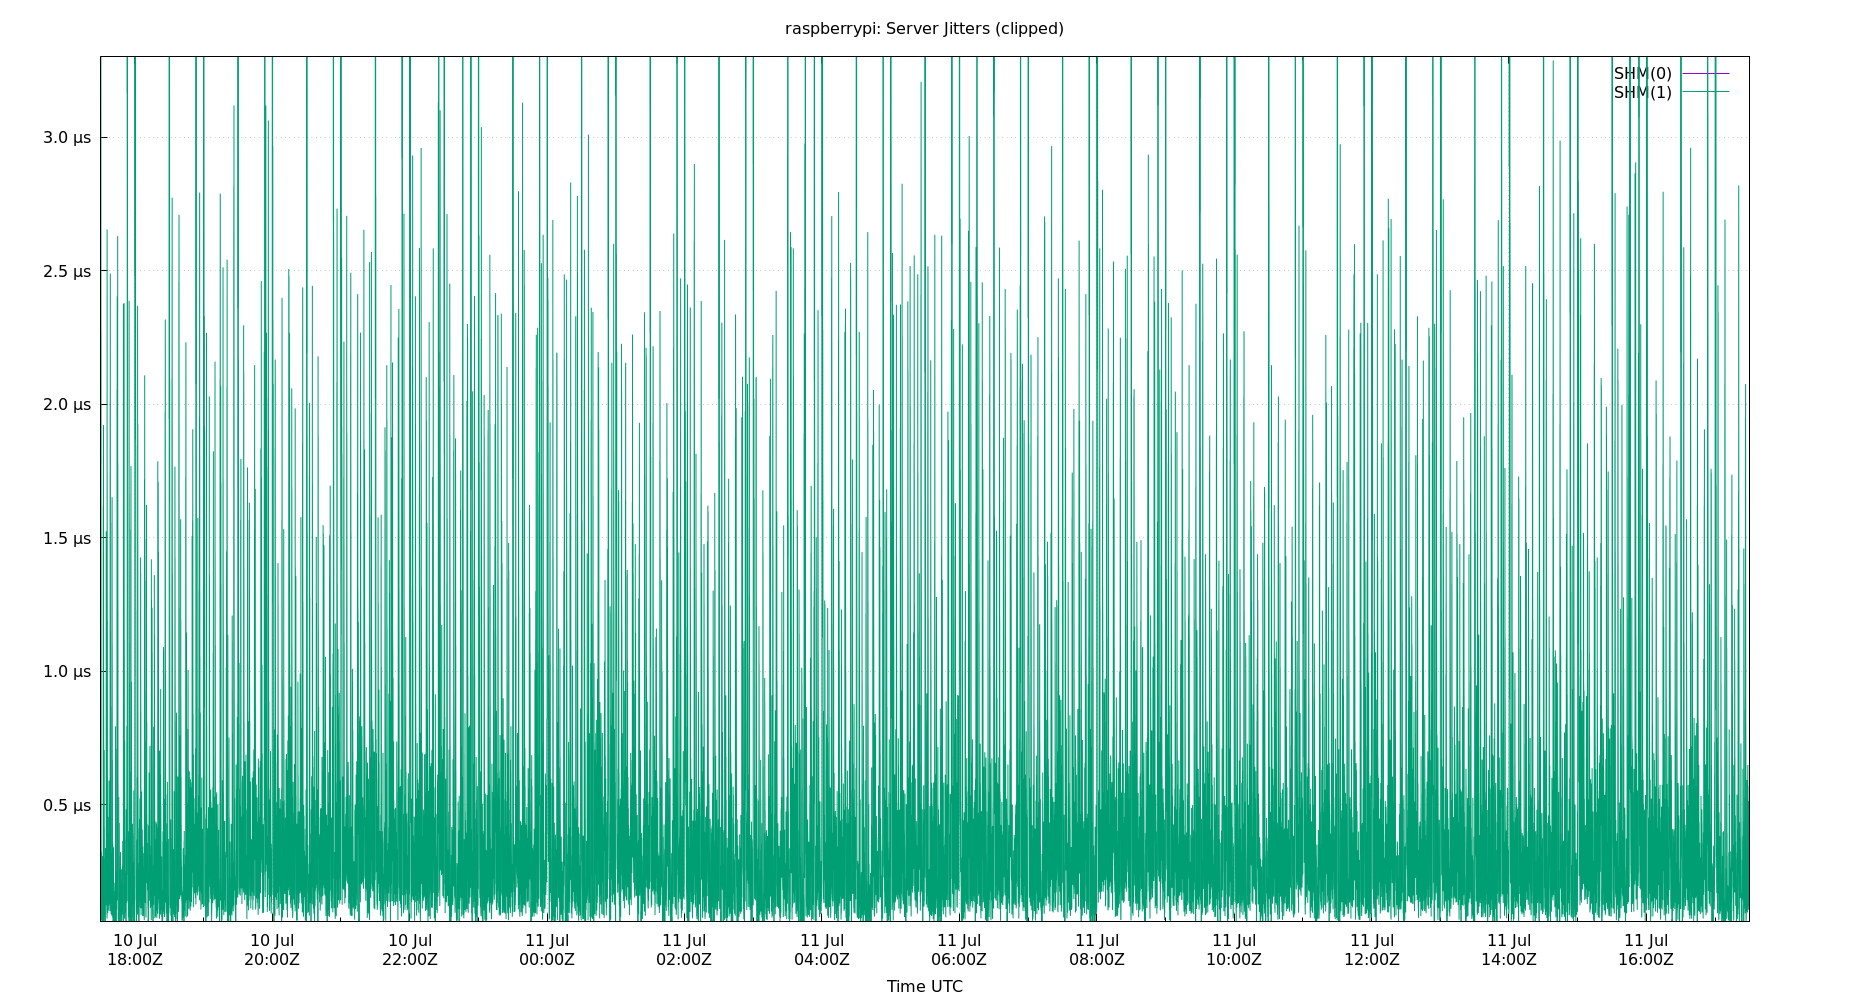 raspberrypi: Server Jitters (clipped)
SHM(0)
SHM(1)
3.0 μs
2.5 μs
2.0 μs
1.5 μs
1.0 μs
0.5 μs
10 Jul 10 Jul 10 Jul 11 Jul 11 Jul 11 Jul 11 Jul 11 Jul 11 Jul 11 Jul 11 Jul 11 Jul
18:00Z 20:00Z 22:00Z 00:00Z 02:00Z 04:00Z 06:00Z 08:00Z 10:00Z 12:00Z 14:00Z 16:00Z
Time UTC